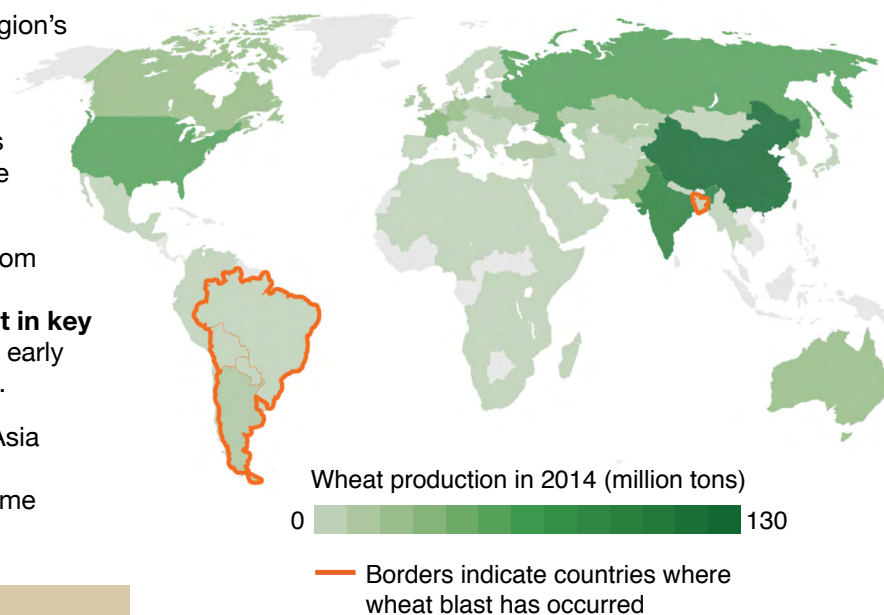 gion's
s
e
om
t in key
early
.
Asia
me
Wheat production in 2014 (million tons)
0 130
Borders indicate countries where
wheat blast has occurred